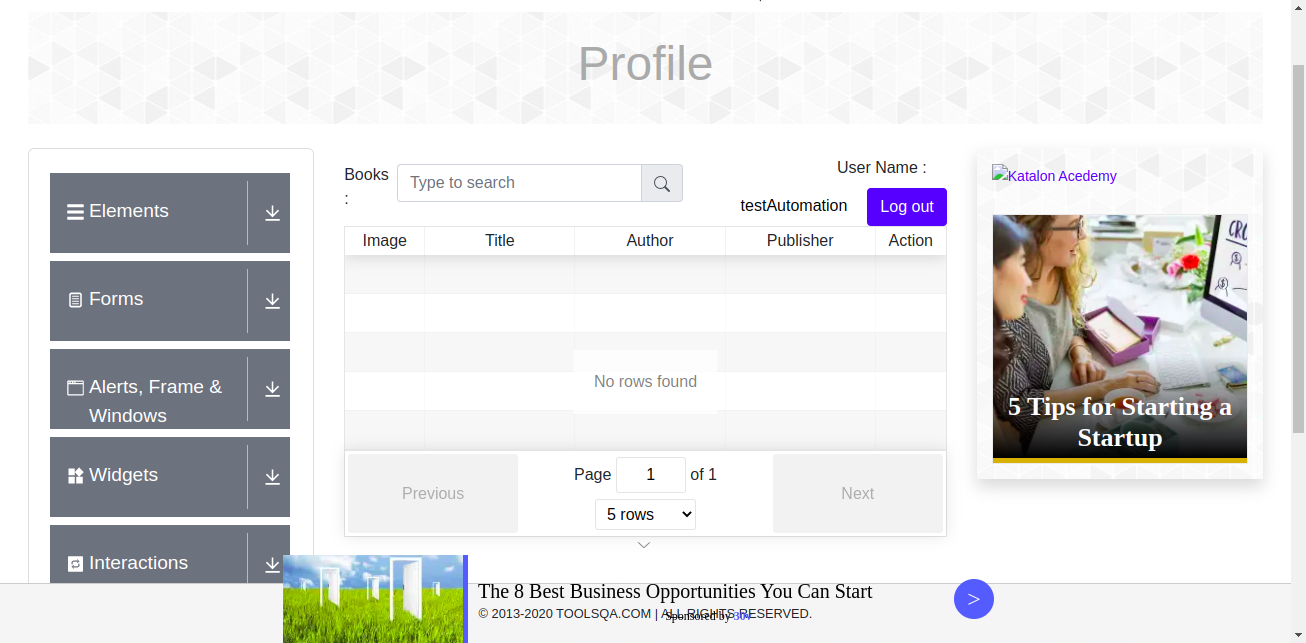 Profile
Elements
Forms
Alerts, Frame &
Windows
Widgets
Interactions
Books
:
Type to search
User Name :
testAutomation
Log out
Image Title Author Publisher Action
No rows found
Previous
Page 1 of 1
5 rows
Next
Katalon Acedemy
5 Tips for Starting a
Startup
The 8 Best Business Opportunities You Can Start
© 2013-2020 TOOLSQA.COM | ALL RIGHTS RESERVED.
Sponsored by
>